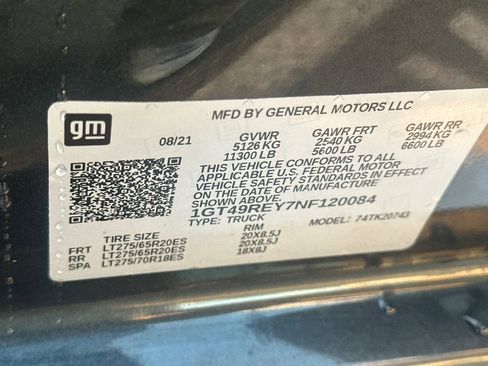 gm
MFD BY GENERAL MOTORS LLC
08/21 GVWR GAWR FRT GAWR RR
5126 KG 2540 KG 2994 KG
11300 LB 5600 LB 6600 LB
THIS VEHICLE CONFORMS TO ALL
APPLICABLE U.S. FEDERAL MOTOR
VEHICLE SAFETY STANDARDS IN EFFECT
ON THE DATE OF MANUFACTURE SHOWN ABOVE.
1GT49REY7NF120084
TYPE: TRUCK MODEL: 74TK20743
TIRE SIZE RIM
FRT LT275/65R20ES 20X8.5J
RR LT275/65R20ES 20X8.5J
SPA LT275/70R18ES 18X8J